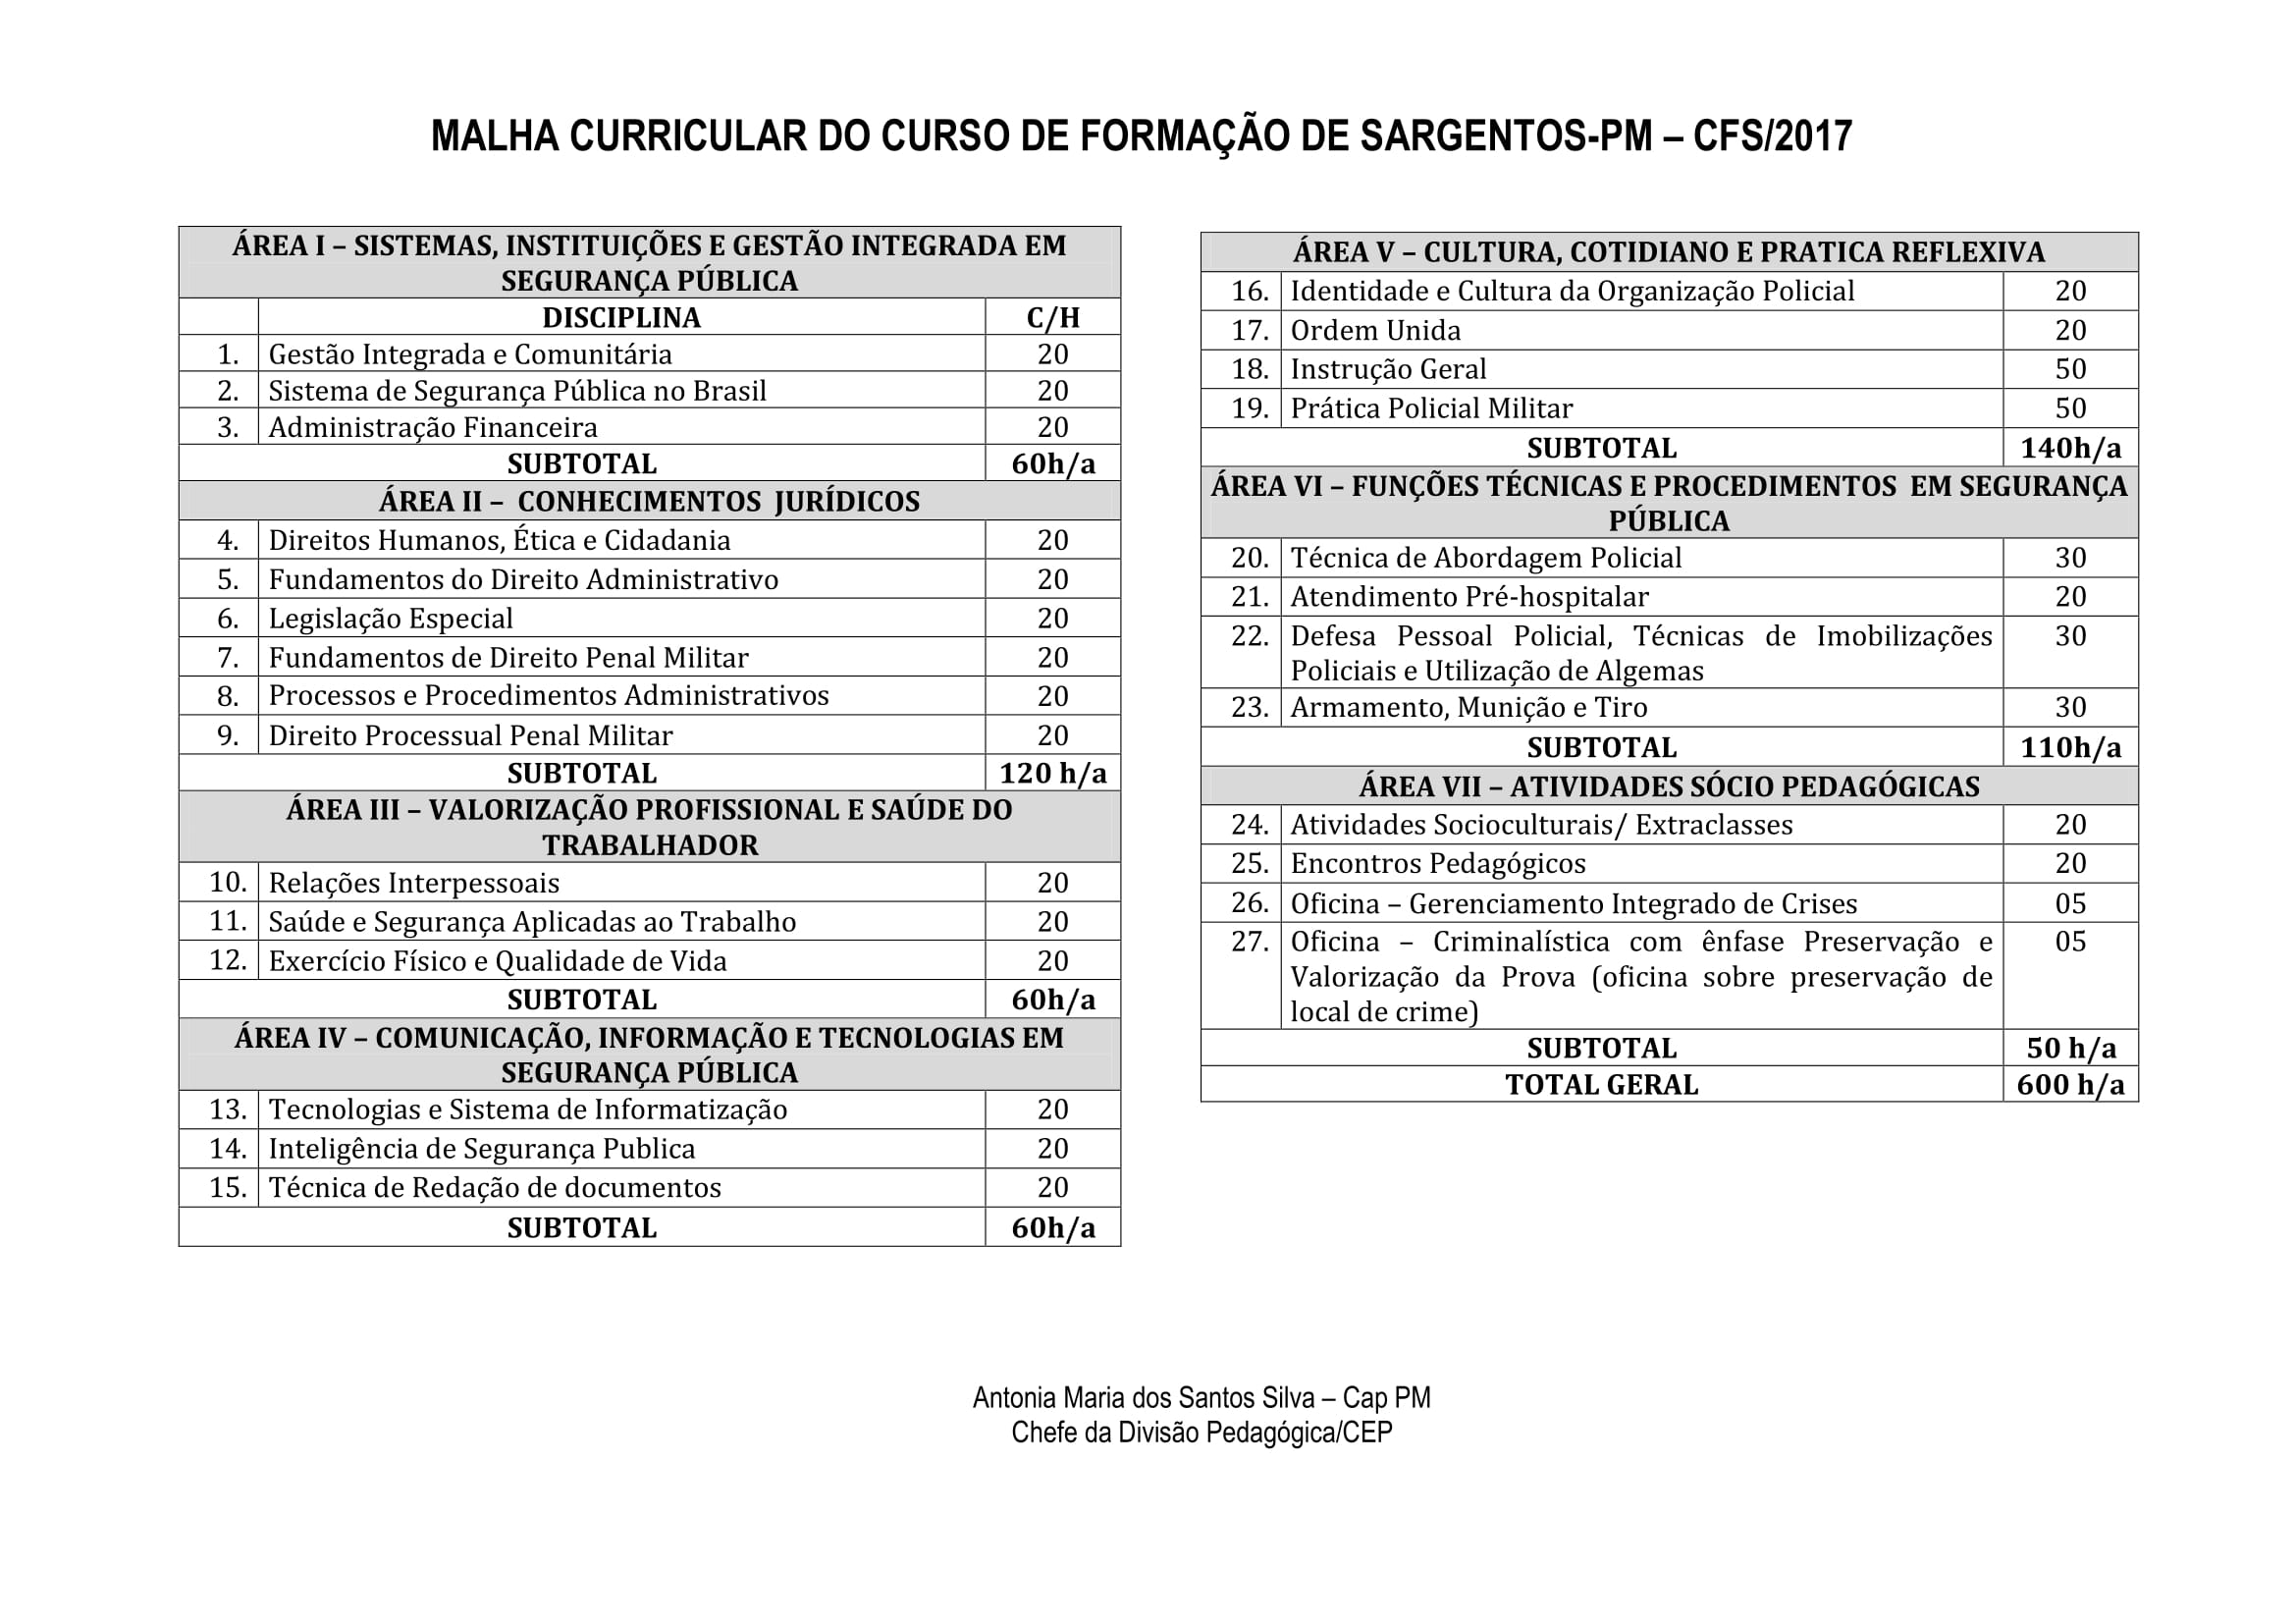 MALHA CURRICULAR DO CURSO DE FORMAÇÃO DE SARGENTOS-PM – CFS/2017
ÁREA I – SISTEMAS, INSTITUIÇÕES E GESTÃO INTEGRADA EM
SEGURANÇA PÚBLICA
DISCIPLINA C/H
1. Gestão Integrada e Comunitária 20
2. Sistema de Segurança Pública no Brasil 20
3. Administração Financeira 20
SUBTOTAL 60h/a
ÁREA II – CONHECIMENTOS JURÍDICOS
4. Direitos Humanos, Ética e Cidadania 20
5. Fundamentos do Direito Administrativo 20
6. Legislação Especial 20
7. Fundamentos de Direito Penal Militar 20
8. Processos e Procedimentos Administrativos 20
9. Direito Processual Penal Militar 20
SUBTOTAL 120 h/a
ÁREA III – VALORIZAÇÃO PROFISSIONAL E SAÚDE DO
TRABALHADOR
10. Relações Interpessoais 20
11. Saúde e Segurança Aplicadas ao Trabalho 20
12. Exercício Físico e Qualidade de Vida 20
SUBTOTAL 60h/a
ÁREA IV – COMUNICAÇÃO, INFORMAÇÃO E TECNOLOGIAS EM
SEGURANÇA PÚBLICA
13. Tecnologias e Sistema de Informatização 20
14. Inteligência de Segurança Publica 20
15. Técnica de Redação de documentos 20
SUBTOTAL 60h/a
ÁREA V – CULTURA, COTIDIANO E PRATICA REFLEXIVA
16. Identidade e Cultura da Organização Policial 20
17. Ordem Unida 20
18. Instrução Geral 50
19. Prática Policial Militar 50
SUBTOTAL 140h/a
ÁREA VI – FUNÇÕES TÉCNICAS E PROCEDIMENTOS EM SEGURANÇA
PÚBLICA
20. Técnica de Abordagem Policial 30
21. Atendimento Pré-hospitalar 20
22. Defesa Pessoal Policial, Técnicas de Imobilizações 30
Policiais e Utilização de Algemas
23. Armamento, Munição e Tiro 30
SUBTOTAL 110h/a
ÁREA VII – ATIVIDADES SÓCIO PEDAGÓGICAS
24. Atividades Socioculturais/ Extraclasses 20
25. Encontros Pedagógicos 20
26. Oficina – Gerenciamento Integrado de Crises 05
27. Oficina – Criminalística com ênfase Preservação e 05
Valorização da Prova (oficina sobre preservação de
local de crime)
SUBTOTAL 50 h/a
TOTAL GERAL 600 h/a
Antonia Maria dos Santos Silva – Cap PM
Chefe da Divisão Pedagógica/CEP